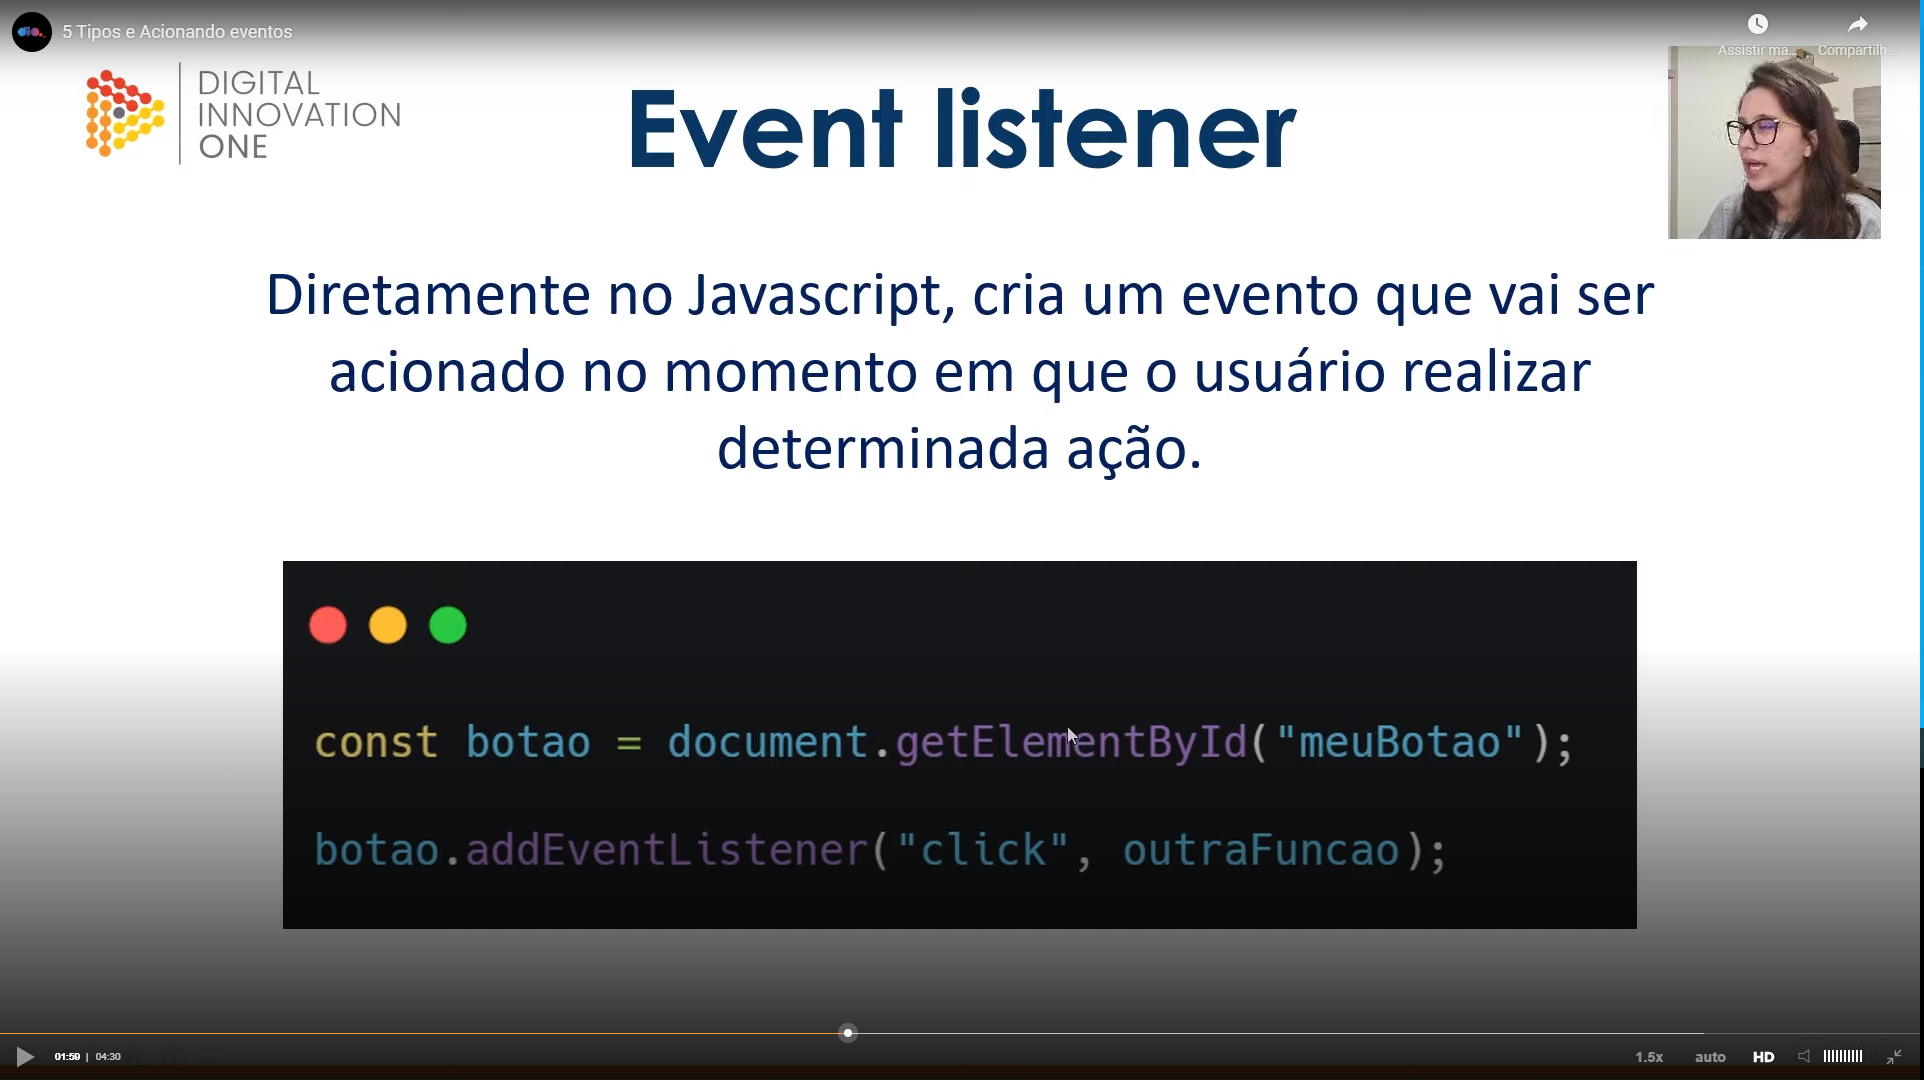 5 Tipos e Acionando eventos
Assistir ma...
Compartilh...
DIGITAL
INNOVATION
ONE
Event listener
Diretamente no Javascript, cria um evento que vai ser
acionado no momento em que o usuário realizar
determinada ação.
const botao = document.getElementById("meuBotao");
botao.addEventListener("click", outraFuncao);
01:59 | 04:30
1.5x
auto
HD